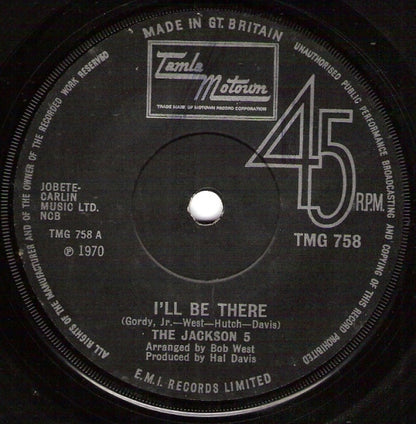 MADE IN GT. BRITAIN
UNAUTHORISED PUBLIC PERFORMANCE BROADCASTING AND COPYING OF THIS RECORD PROHIBITED
ALL RIGHTS OF THE MANUFACTURER AND OF THE OWNER OF THE RECORDED WORK RESERVED
Tamla
Motown
TRADE MARK OF MOTOWN RECORD CORPORATION
45
R.P.M.
JOBETE-
CARLIN
MUSIC LTD.
NCB
TMG 758 A
℗ 1970
TMG 758
I'LL BE THERE
(Gordy, Jr.—West—Hutch—Davis)
THE JACKSON 5
Arranged by Bob West
Produced by Hal Davis
E.M.I. RECORDS LIMITED